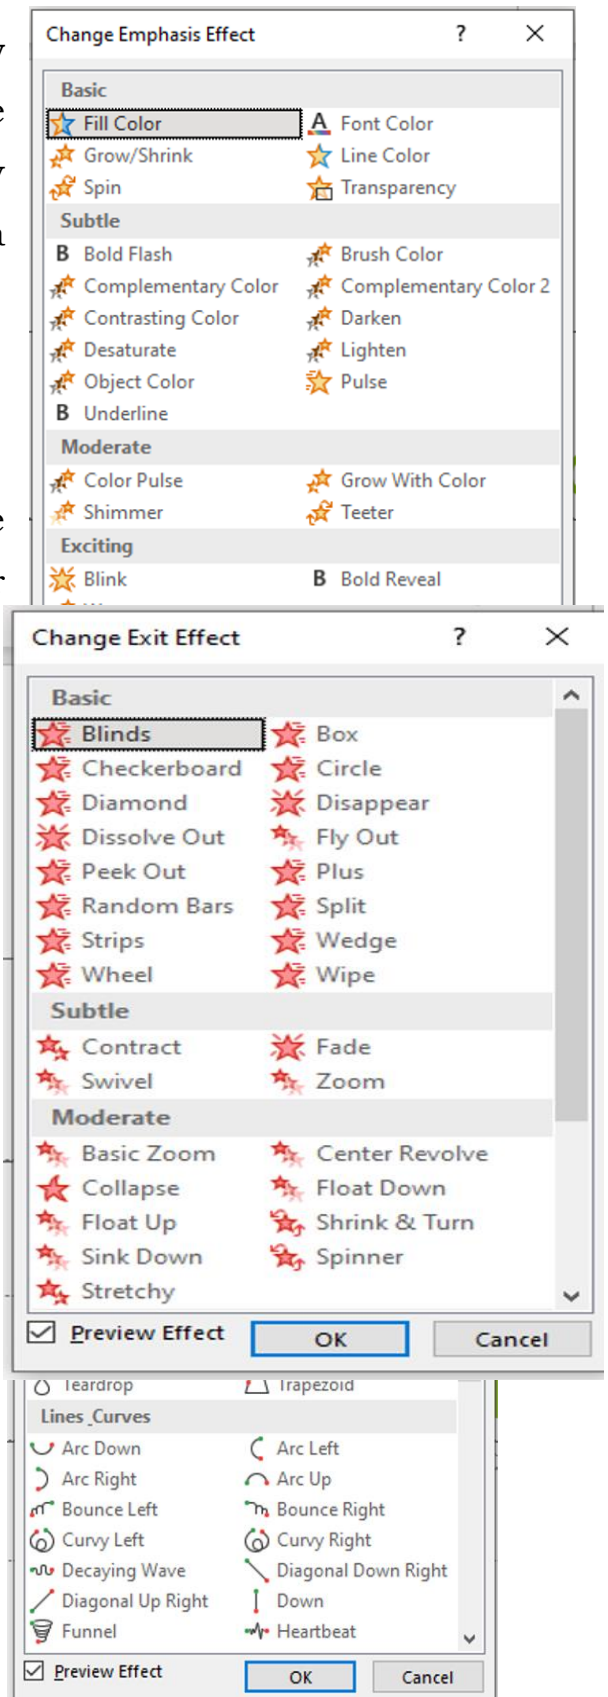 Change Emphasis Effect ?
Basic
Fill Color Font Color
Grow/Shrink Line Color
Spin Transparency
Subtle
B Bold Flash Brush Color
Complementary Color Complementary Color 2
Contrasting Color Darken
Desaturate Lighten
Object Color Pulse
B Underline
Moderate
Color Pulse Grow With Color
Shimmer Teeter
Exciting
Blink B Bold Reveal
Change Exit Effect ?
Basic
Blinds Box
Checkerboard Circle
Diamond Disappear
Dissolve Out Fly Out
Peek Out Plus
Random Bars Split
Strips Wedge
Wheel Wipe
Subtle
Contract Fade
Swivel Zoom
Moderate
Basic Zoom Center Revolve
Collapse Float Down
Float Up Shrink & Turn
Sink Down Spinner
Stretchy
Preview Effect OK Cancel
Teardrop Trapezoid
Lines_Curves
Arc Down Arc Left
Arc Right Arc Up
Bounce Left Bounce Right
Curvy Left Curvy Right
Decaying Wave Diagonal Down Right
Diagonal Up Right Down
Funnel Heartbeat
Preview Effect OK Cancel